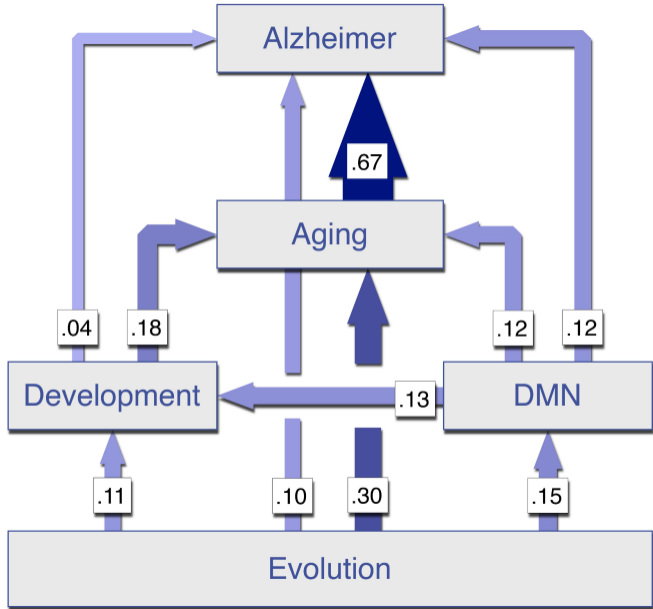 Alzheimer
.67
Aging
.04
.18
.12
.12
Development
.13
DMN
.11
.10
.30
.15
Evolution